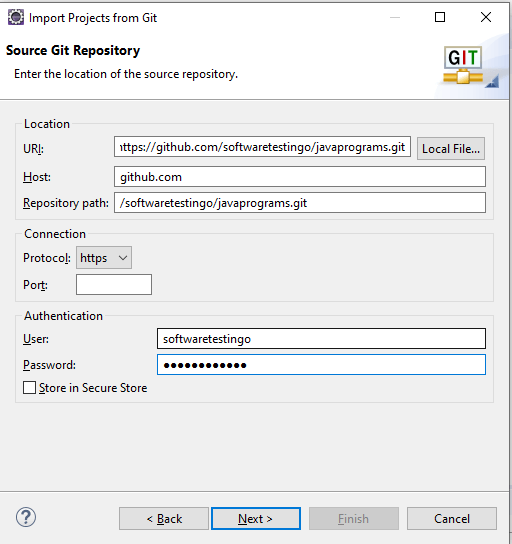 Import Projects from Git
Source Git Repository
Enter the location of the source repository.
GIT
Location
URI: https://github.com/softwaretestingo/javaprograms.git Local File...
Host: github.com
Repository path: /softwaretestingo/javaprograms.git
Connection
Protocol: https
Port:
Authentication
User: softwaretestingo
Password: ●●●●●●●●●●●●
Store in Secure Store
? < Back Next > Finish Cancel